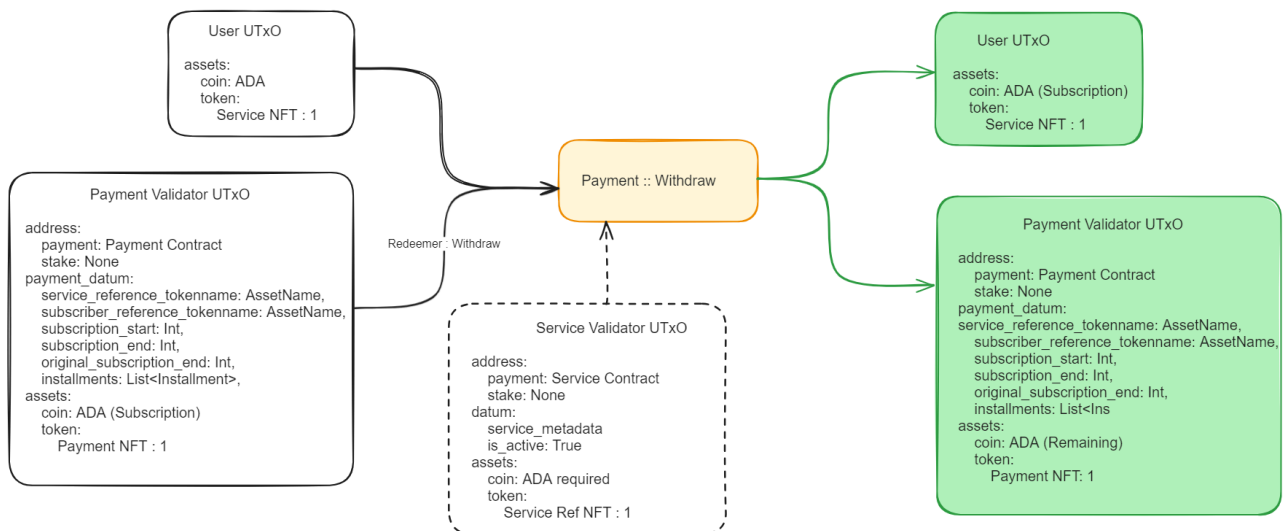 User UTxO
assets:
coin: ADA
token:
Service NFT : 1
Payment Validator UTxO
address:
payment: Payment Contract
stake: None
payment_datum:
service_reference_tokenname: AssetName,
subscriber_reference_tokenname: AssetName,
subscription_start: Int,
subscription_end: Int,
original_subscription_end: Int,
installments: List<Installment>,
assets:
coin: ADA (Subscription)
token:
Payment NFT : 1
Redeemer : Withdraw
Payment :: Withdraw
Service Validator UTxO
address:
payment: Service Contract
stake: None
datum:
service_metadata
is_active: True
assets:
coin: ADA required
token:
Service Ref NFT : 1
User UTxO
assets:
coin: ADA (Subscription)
token:
Service NFT : 1
Payment Validator UTxO
address:
payment: Payment Contract
stake: None
payment_datum:
service_reference_tokenname: AssetName,
subscriber_reference_tokenname: AssetName,
subscription_start: Int,
subscription_end: Int,
original_subscription_end: Int,
installments: List<Ins
assets:
coin: ADA (Remaining)
token:
Payment NFT: 1